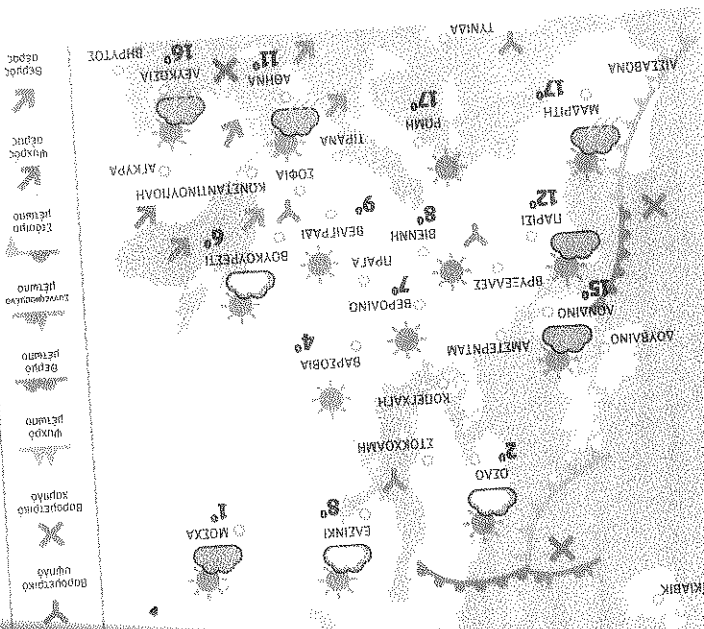 ΚΙΑΒΙΚ
ΟΣΛΟ
ΕΛΣΙΝΚΙ
8°
ΜΟΣΧΑ
1°
ΣΤΟΚΧΟΛΜΗ
ΚΟΠΕΓΧΑΓΗ
ΔΟΥΒΛΙΝΟ
ΛΟΝΔΙΝΟ
15°
ΑΜΣΤΕΡΝΤΑΜ
ΒΑΡΣΟΒΙΑ
4°
ΒΕΡΟΛΙΝΟ
7°
ΒΡΥΞΕΛΛΕΣ
ΠΡΑΓΑ
ΠΑΡΙΣΙ
12°
ΒΙΕΝΝΗ
8°
ΒΕΛΙΓΡΑΔΙ
9°
ΒΟΥΚΟΥΡΕΣΤΙ
6°
ΣΟΦΙΑ
ΚΩΝΣΤΑΝΤΙΝΟΥΠΟΛΗ
ΑΓΚΥΡΑ
ΤΙΡΑΝΑ
ΜΑΔΡΙΤΗ
17°
ΛΙΣΣΑΒΟΝΑ
ΡΩΜΗ
17°
ΑΘΗΝΑ
11°
ΛΕΥΚΩΣΙΑ
16°
ΤΥΝΙΔΑ
ΒΗΡΥΤΟΣ
Βαρομετρικό
υψηλό
Βαρομετρικό
χαμηλό
Ψυχρό
μέτωπο
Θερμό
μέτωπο
Συνεσφιγμένο
μέτωπο
Στάσιμο
μέτωπο
Ψυχρός
αέρας
Θερμός
αέρας